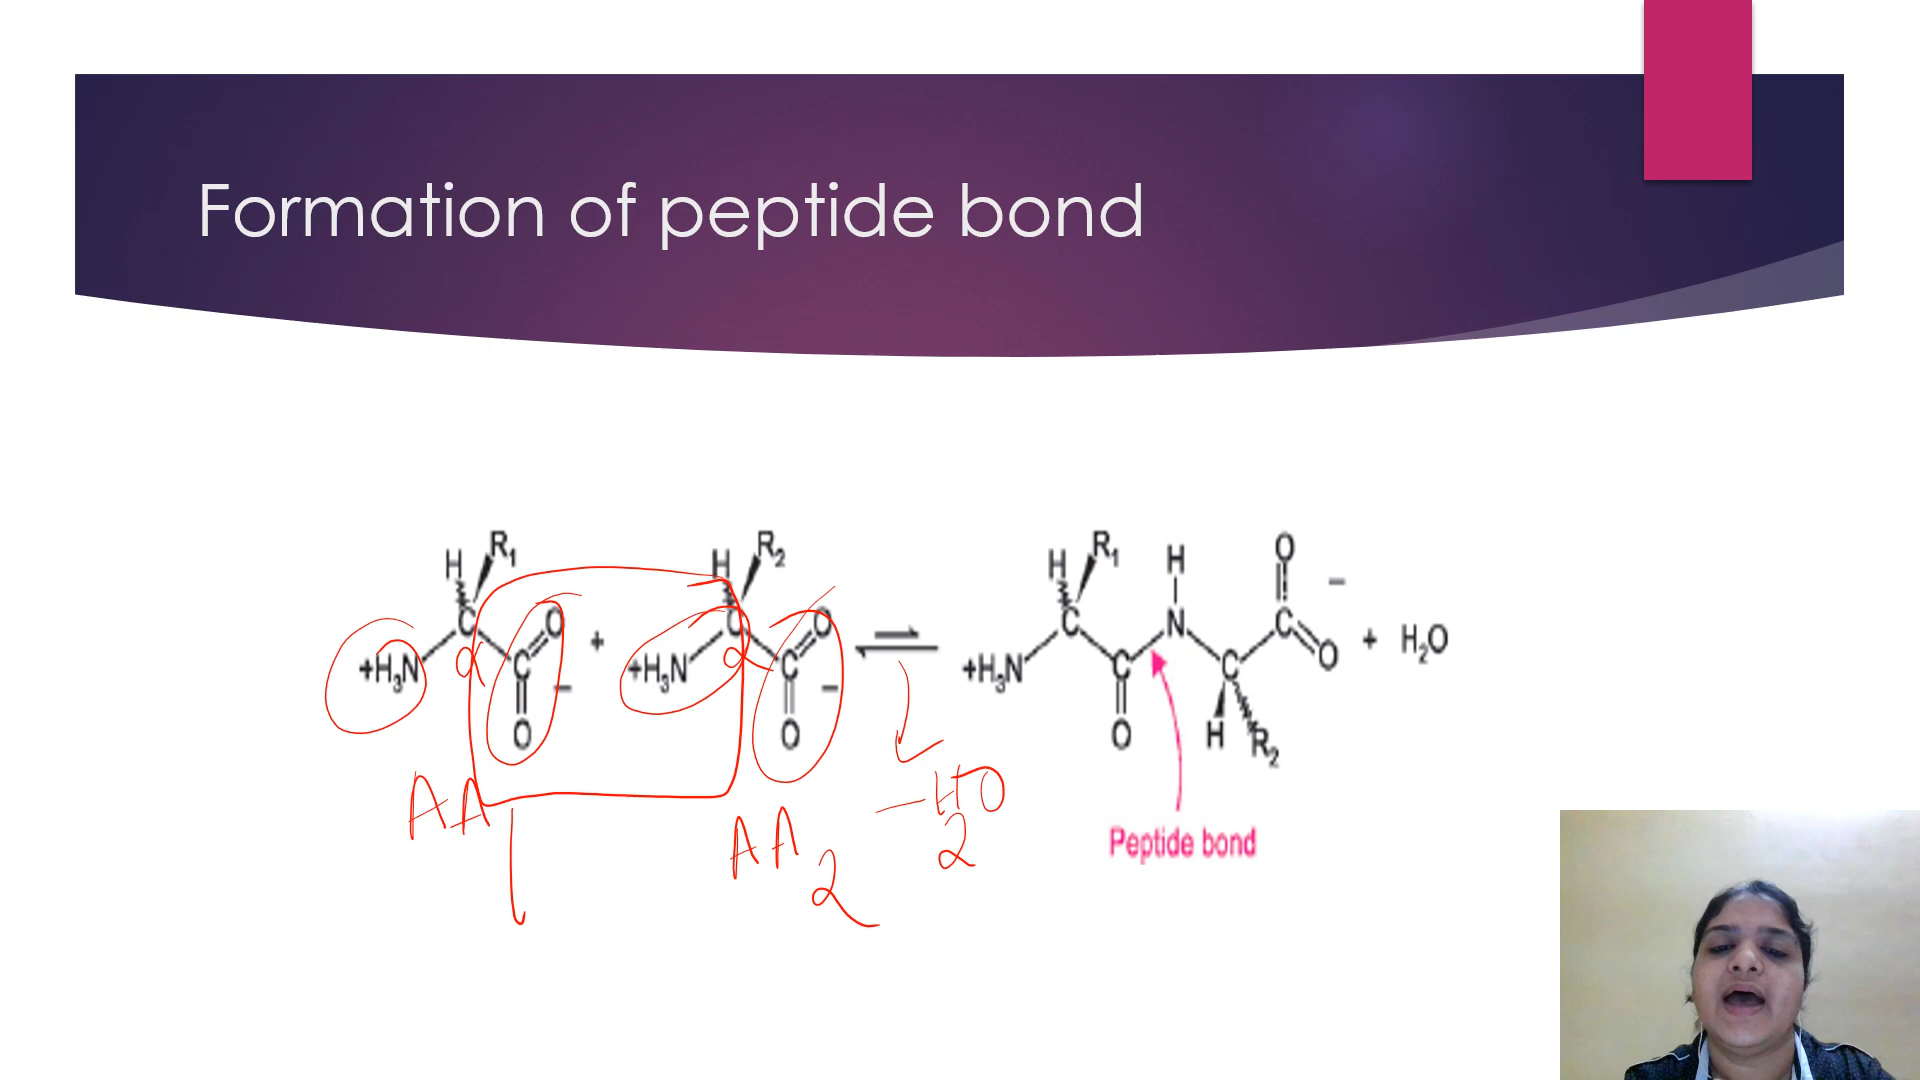 Formation of peptide bond
H R₁ H R₂ H R₁ H O
C O + C O C N C − + H₂O
+H₃N α C − +H₃N α C − +H₃N C C O
O O O H R₂
AA₁ AA₂ −H₂O
Peptide bond